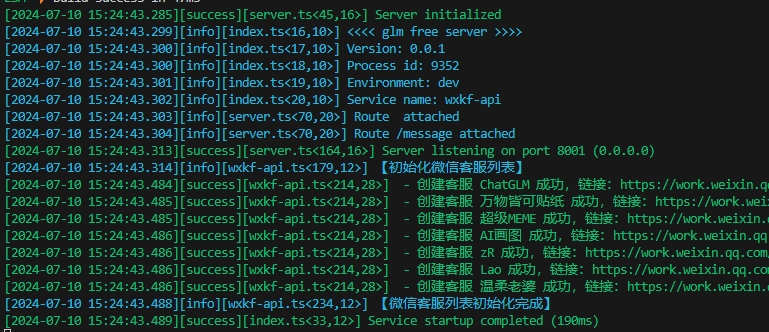 build success in 47ms
[2024-07-10 15:24:43.285][success][server.ts<45,16>] Server initialized
[2024-07-10 15:24:43.299][info][index.ts<16,10>] <<<< glm free server >>>>
[2024-07-10 15:24:43.300][info][index.ts<17,10>] Version: 0.0.1
[2024-07-10 15:24:43.300][info][index.ts<18,10>] Process id: 9352
[2024-07-10 15:24:43.301][info][index.ts<19,10>] Environment: dev
[2024-07-10 15:24:43.302][info][index.ts<20,10>] Service name: wxkf-api
[2024-07-10 15:24:43.303][info][server.ts<70,20>] Route  attached
[2024-07-10 15:24:43.304][info][server.ts<70,20>] Route /message attached
[2024-07-10 15:24:43.313][success][server.ts<164,16>] Server listening on port 8001 (0.0.0.0)
[2024-07-10 15:24:43.314][info][wxkf-api.ts<179,12>] 【初始化微信客服列表】
[2024-07-10 15:24:43.484][success][wxkf-api.ts<214,28>]  - 创建客服 ChatGLM 成功，链接: https://work.weixin.qq.c
[2024-07-10 15:24:43.485][success][wxkf-api.ts<214,28>]  - 创建客服 万物皆可贴纸 成功，链接: https://work.weixin
[2024-07-10 15:24:43.485][success][wxkf-api.ts<214,28>]  - 创建客服 超级MEME 成功，链接: https://work.weixin.qq.
[2024-07-10 15:24:43.486][success][wxkf-api.ts<214,28>]  - 创建客服 AI画图 成功，链接: https://work.weixin.qq.co
[2024-07-10 15:24:43.486][success][wxkf-api.ts<214,28>]  - 创建客服 zR 成功，链接: https://work.weixin.qq.com
[2024-07-10 15:24:43.486][success][wxkf-api.ts<214,28>]  - 创建客服 Lao 成功，链接: https://work.weixin.qq.com/
[2024-07-10 15:24:43.486][success][wxkf-api.ts<214,28>]  - 创建客服 温柔老婆 成功，链接: https://work.weixin.qq.
[2024-07-10 15:24:43.488][info][wxkf-api.ts<234,12>] 【微信客服列表初始化完成】
[2024-07-10 15:24:43.489][success][index.ts<33,12>] Service startup completed (190ms)